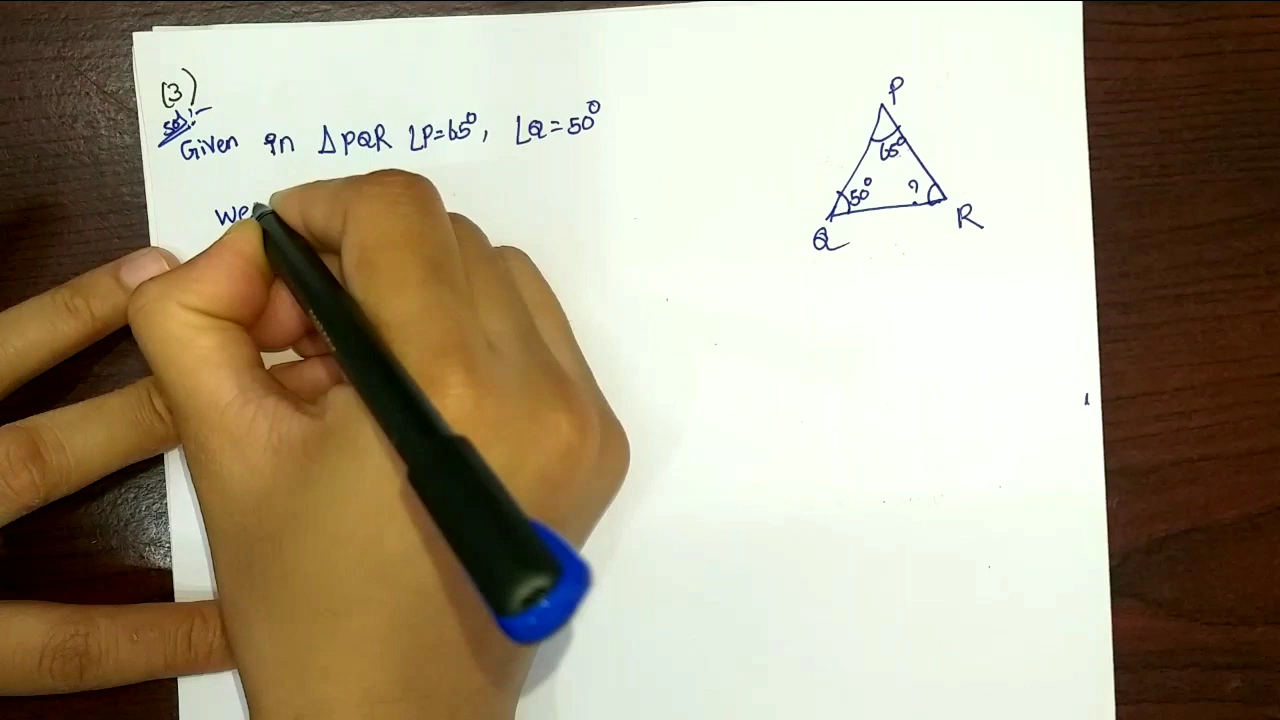 (3)
Sol:-
Given in ΔPQR ∠P=65°, ∠Q=50°
we
P
65°
50° ?
Q R